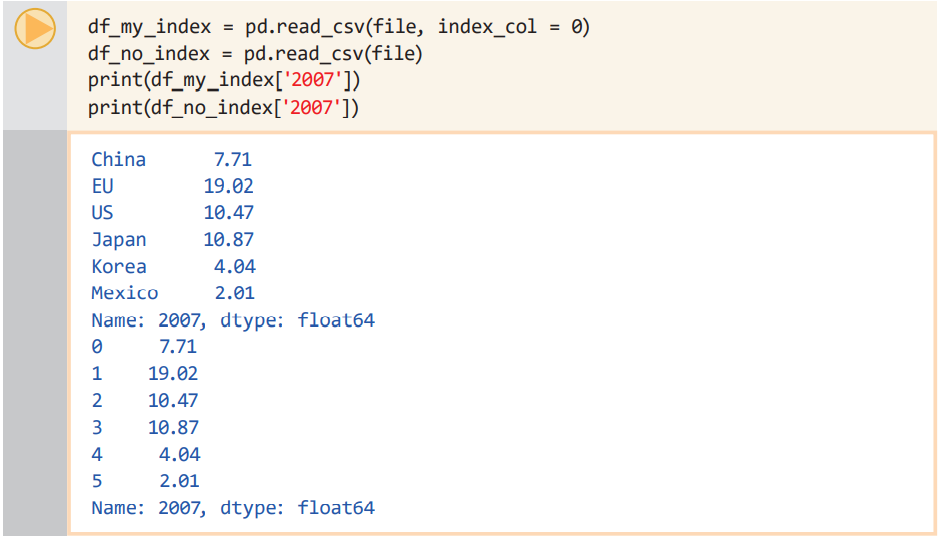 df_my_index = pd.read_csv(file, index_col = 0)
df_no_index = pd.read_csv(file)
print(df_my_index['2007'])
print(df_no_index['2007'])
China      7.71
EU        19.02
US        10.47
Japan     10.87
Korea      4.04
Mexico     2.01
Name: 2007, dtype: float64
0     7.71
1    19.02
2    10.47
3    10.87
4     4.04
5     2.01
Name: 2007, dtype: float64